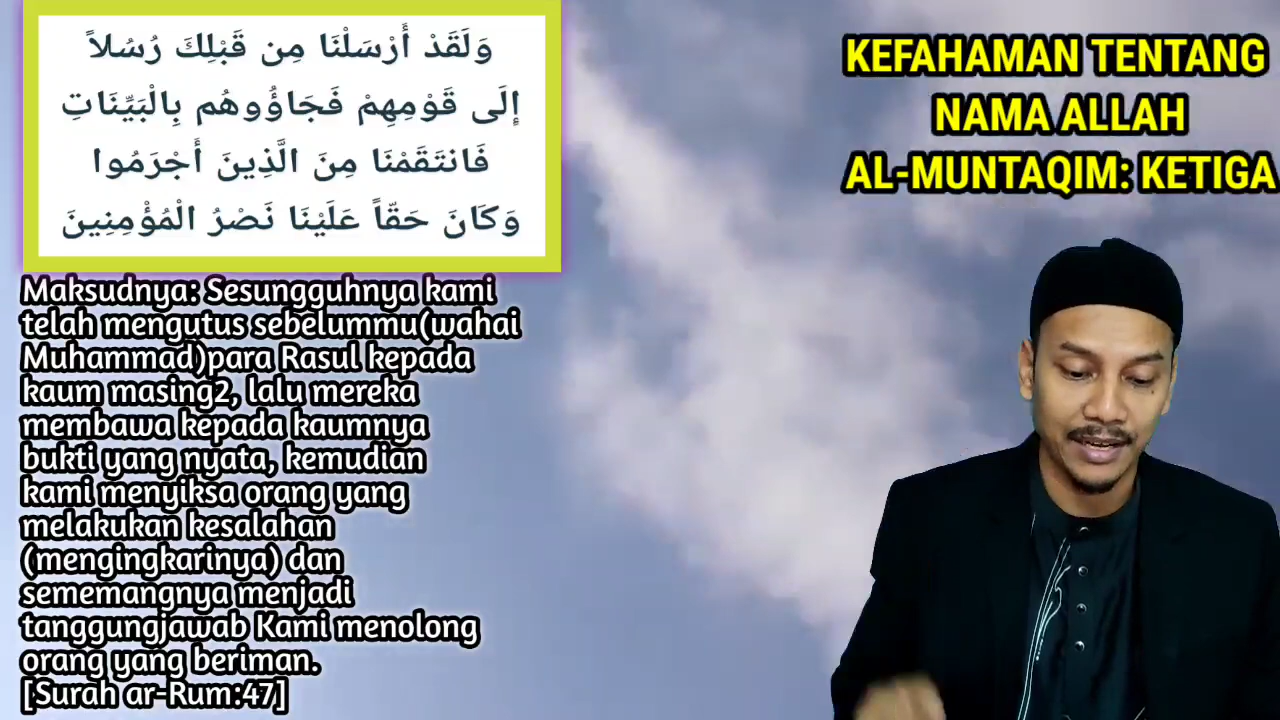 وَلَقَدْ أَرْسَلْنَا مِن قَبْلِكَ رُسُلاً
إِلَى قَوْمِهِمْ فَجَاؤُوهُم بِالْبَيِّنَاتِ
فَانتَقَمْنَا مِنَ الَّذِينَ أَجْرَمُوا
وَكَانَ حَقّاً عَلَيْنَا نَصْرُ الْمُؤْمِنِينَ
Maksudnya: Sesungguhnya kami
telah mengutus sebelummu(wahai
Muhammad)para Rasul kepada
kaum masing2, lalu mereka
membawa kepada kaumnya
bukti yang nyata, kemudian
kami menyiksa orang yang
melakukan kesalahan
(mengingkarinya) dan
sememangnya menjadi
tanggungjawab Kami menolong
orang yang beriman.
[Surah ar-Rum:47]
KEFAHAMAN TENTANG
NAMA ALLAH
AL-MUNTAQIM: KETIGA